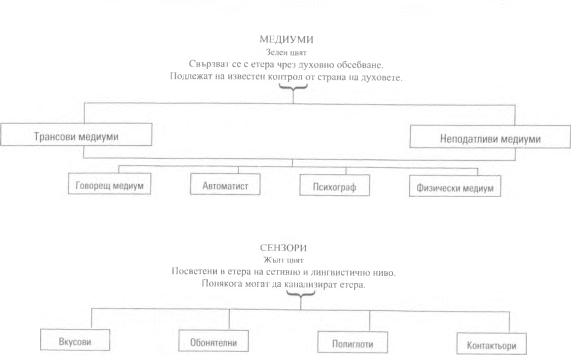 МЕДИУМИ
Зелен цвят
Свързват се с етера чрез духовно обсебване.
Подлежат на известен контрол от страна на духовете.
Трансови медиуми
Неподатливи медиуми
Говорещ медиум
Автоматист
Психограф
Физически медиум
СЕНЗОРИ
Жълт цвят
Посветени в етера на сетивно и лингвистично ниво.
Понякога могат да канализират етера.
Вкусови
Обонятелни
Полиглоти
Контактьори